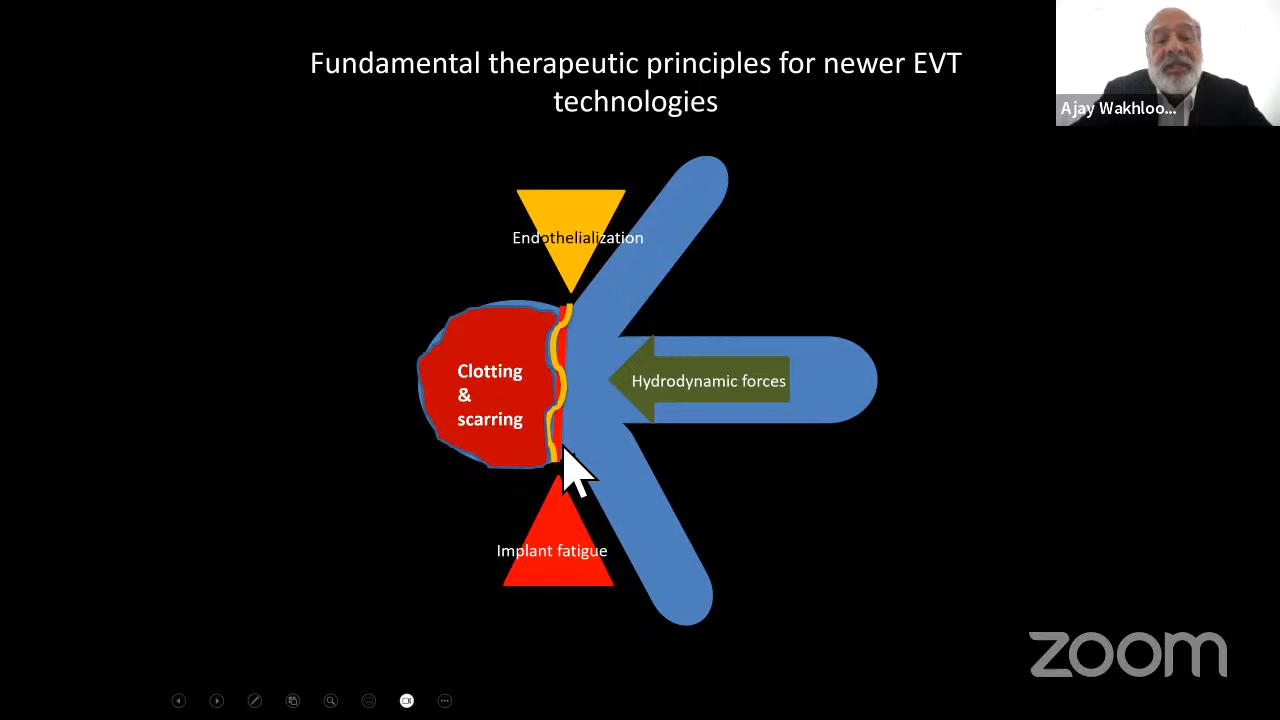 Fundamental therapeutic principles for newer EVT
technologies
Ajay Wakhloo...
Endothelialization
Clotting
&
scarring
Hydrodynamic forces
Implant fatigue
zoom